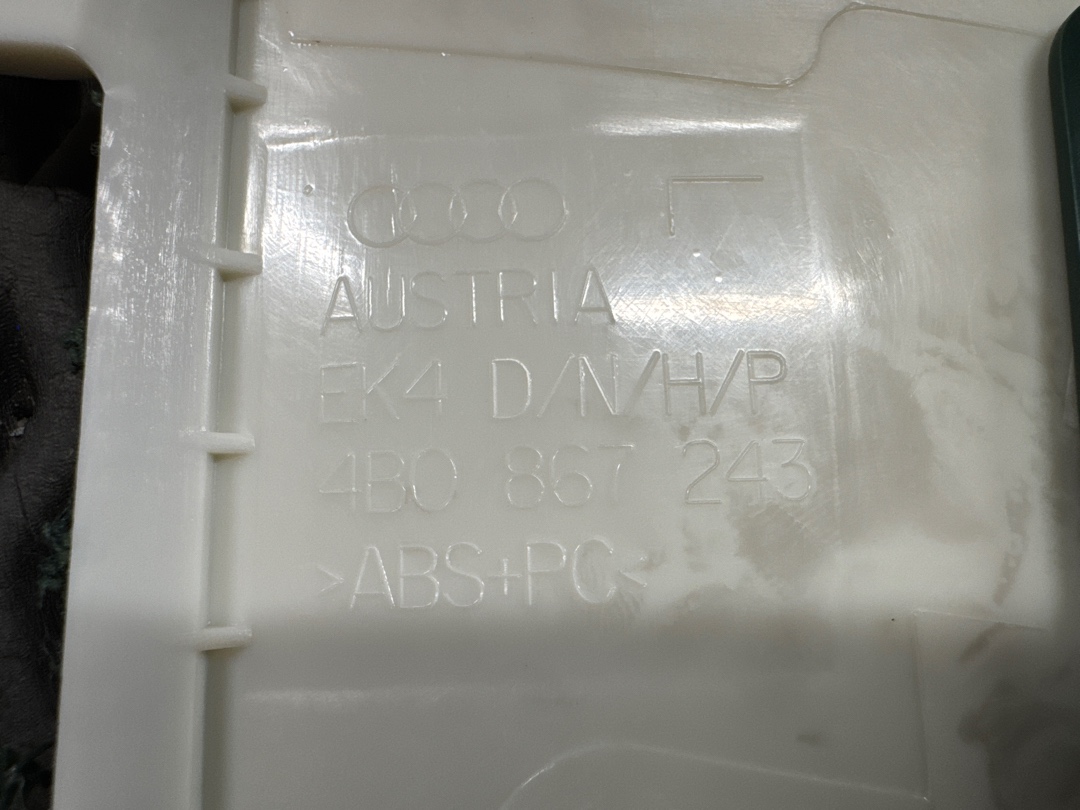 AUSTRIA
EK4 D/N/H/P
4B0 867 243
>ABS+PC<